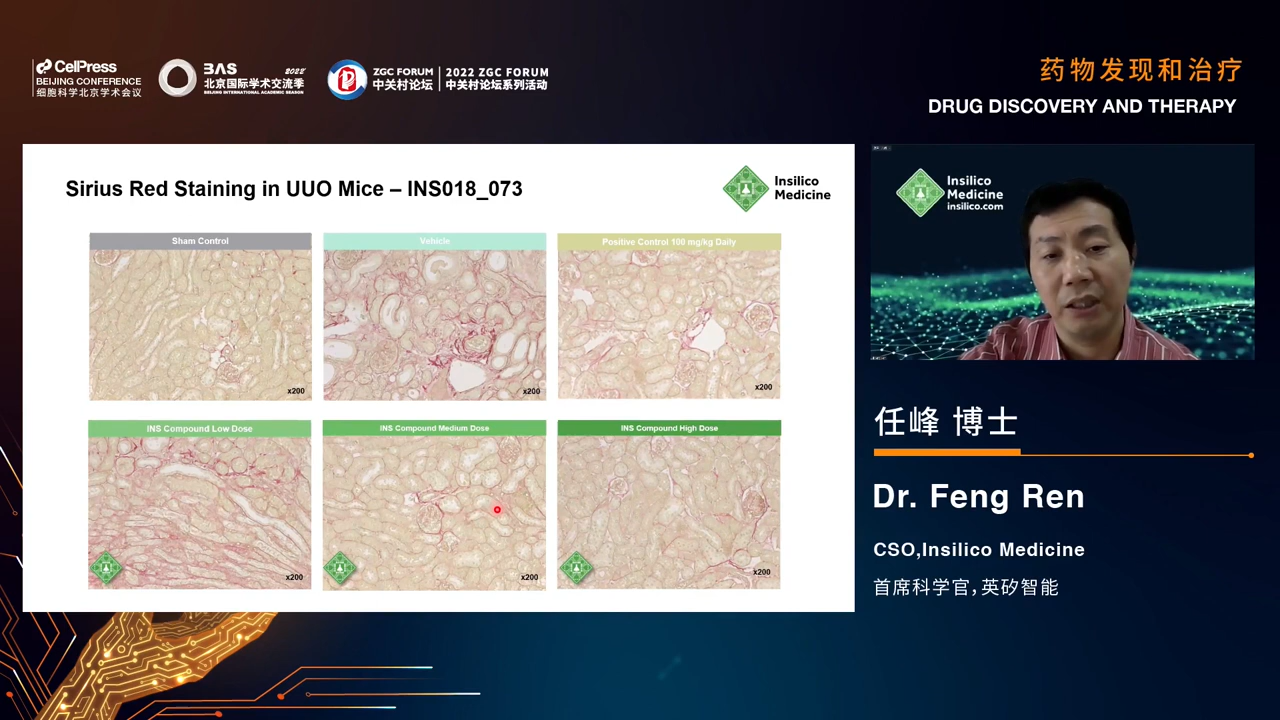 CellPress
BEIJING CONFERENCE
细胞科学北京学术会议
BAS 2022
北京国际学术交流季
BEIJING INTERNATIONAL ACADEMIC SEASON
ZGC FORUM
中关村论坛
2022 ZGC FORUM
中关村论坛系列活动
药物发现和治疗
DRUG DISCOVERY AND THERAPY
Sirius Red Staining in UUO Mice – INS018_073
Insilico
Medicine
Sham Control
Vehicle
Positive Control 100 mg/kg Daily
x200
x200
x200
INS Compound Low Dose
INS Compound Medium Dose
INS Compound High Dose
x200
x200
x200
Insilico
Medicine
insilico.com
任峰 博士
Dr. Feng Ren
CSO,Insilico Medicine
首席科学官,英矽智能